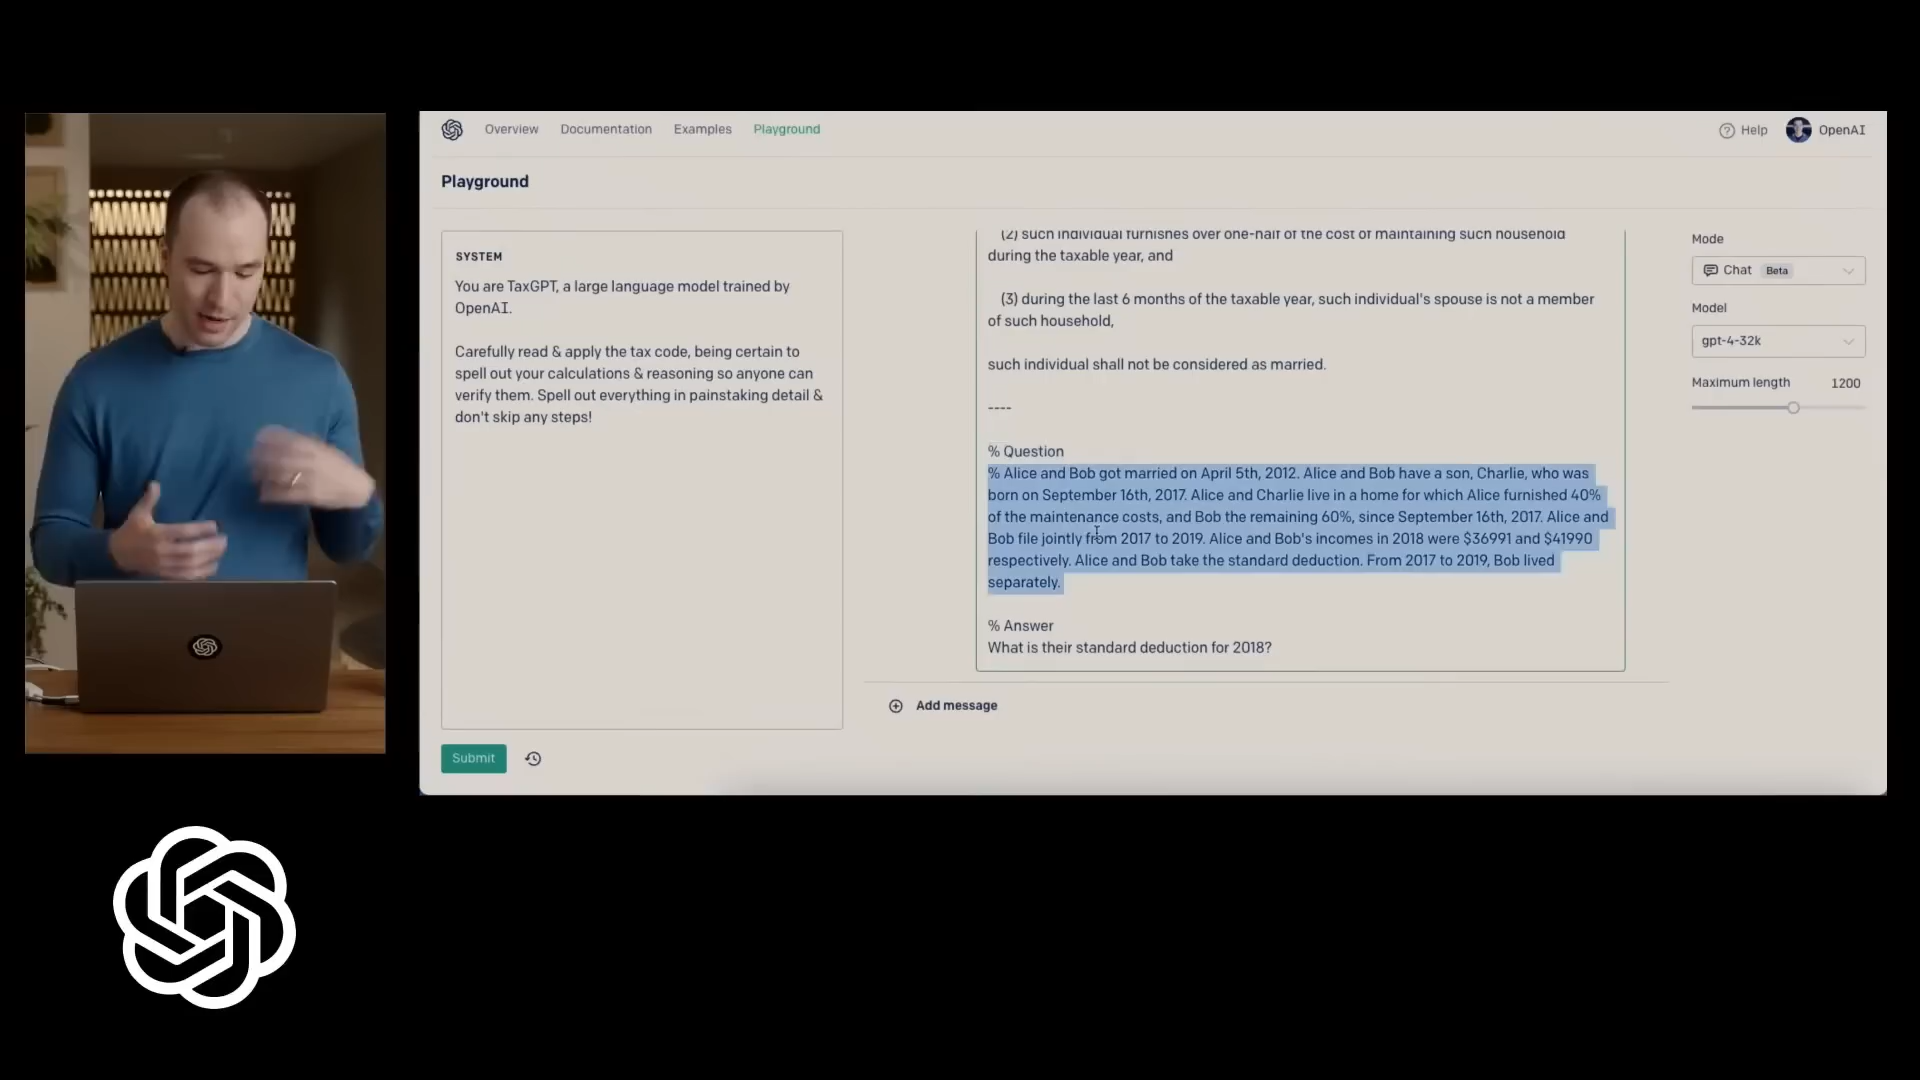 Overview Documentation Examples Playground
Help OpenAI
Playground
SYSTEM
You are TaxGPT, a large language model trained by
OpenAI.
Carefully read & apply the tax code, being certain to
spell out your calculations & reasoning so anyone can
verify them. Spell out everything in painstaking detail &
don't skip any steps!
Submit
(2) such individual furnishes over one-half of the cost of maintaining such household
during the taxable year, and
(3) during the last 6 months of the taxable year, such individual's spouse is not a member
of such household,
such individual shall not be considered as married.
----
% Question
% Alice and Bob got married on April 5th, 2012. Alice and Bob have a son, Charlie, who was
born on September 16th, 2017. Alice and Charlie live in a home for which Alice furnished 40%
of the maintenance costs, and Bob the remaining 60%, since September 16th, 2017. Alice and
Bob file jointly from 2017 to 2019. Alice and Bob's incomes in 2018 were $36991 and $41990
respectively. Alice and Bob take the standard deduction. From 2017 to 2019, Bob lived
separately.
% Answer
What is their standard deduction for 2018?
Add message
Mode
Chat Beta
Model
gpt-4-32k
Maximum length 1200